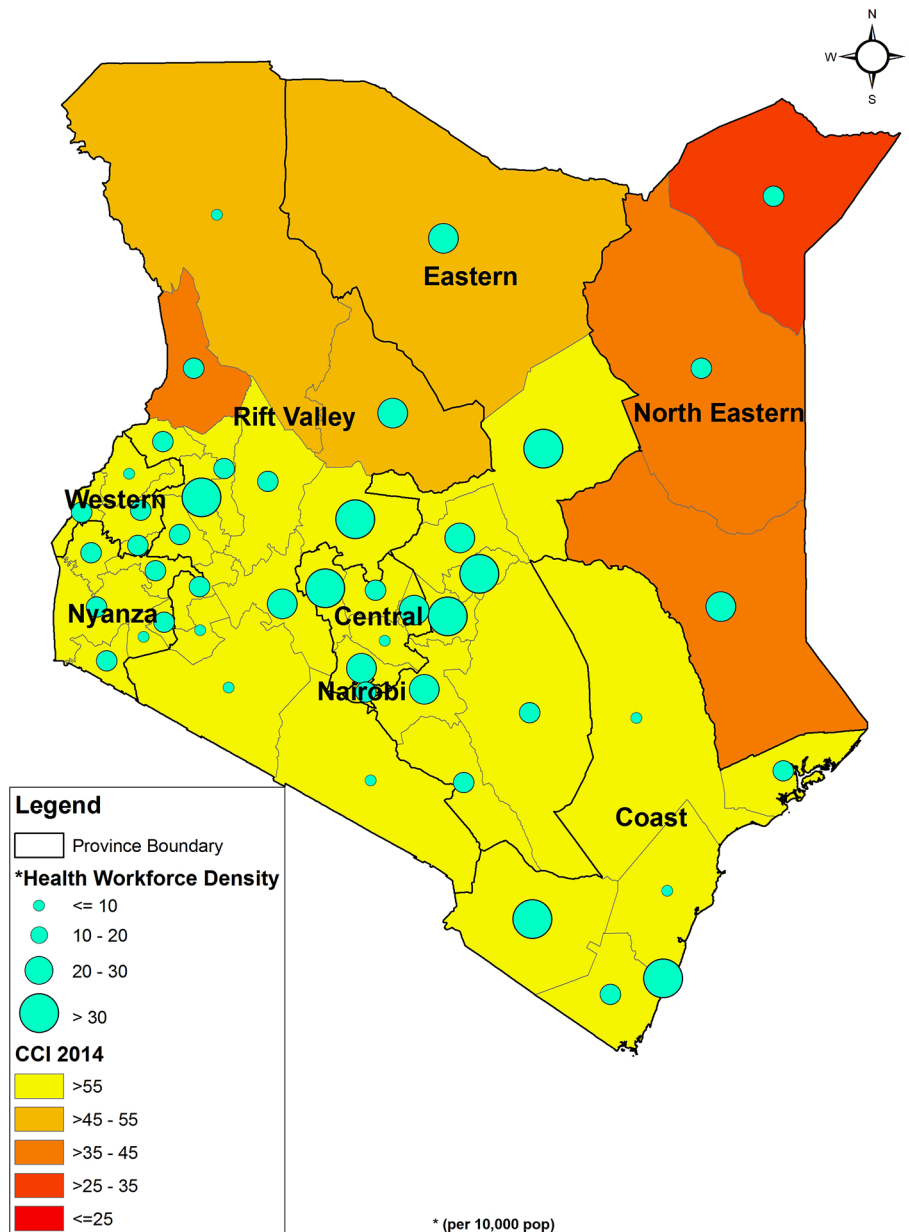 N
W
S
Eastern
Rift Valley
North Eastern
Western
Nyanza
Central
Nairobi
Coast
Legend
Province Boundary
*Health Workforce Density
<= 10
10 - 20
20 - 30
> 30
CCI 2014
>55
>45 - 55
>35 - 45
>25 - 35
<=25
* (per 10,000 pop)